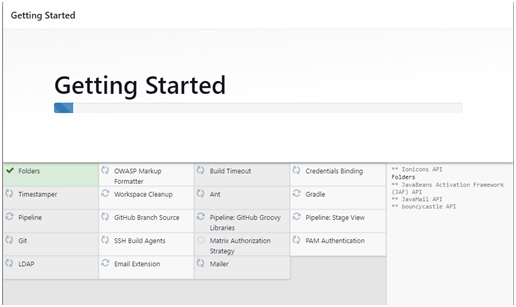 Getting Started
Getting Started
Folders
OWASP Markup
Formatter
Build Timeout
Credentials Binding
Timestamper
Workspace Cleanup
Ant
Gradle
Pipeline
GitHub Branch Source
Pipeline: GitHub Groovy
Libraries
Pipeline: Stage View
Git
SSH Build Agents
Matrix Authorization
Strategy
PAM Authentication
LDAP
Email Extension
Mailer
** Ionicons API
Folders
** JavaBeans Activation Framework
(JAF) API
** JavaMail API
** bouncycastle API